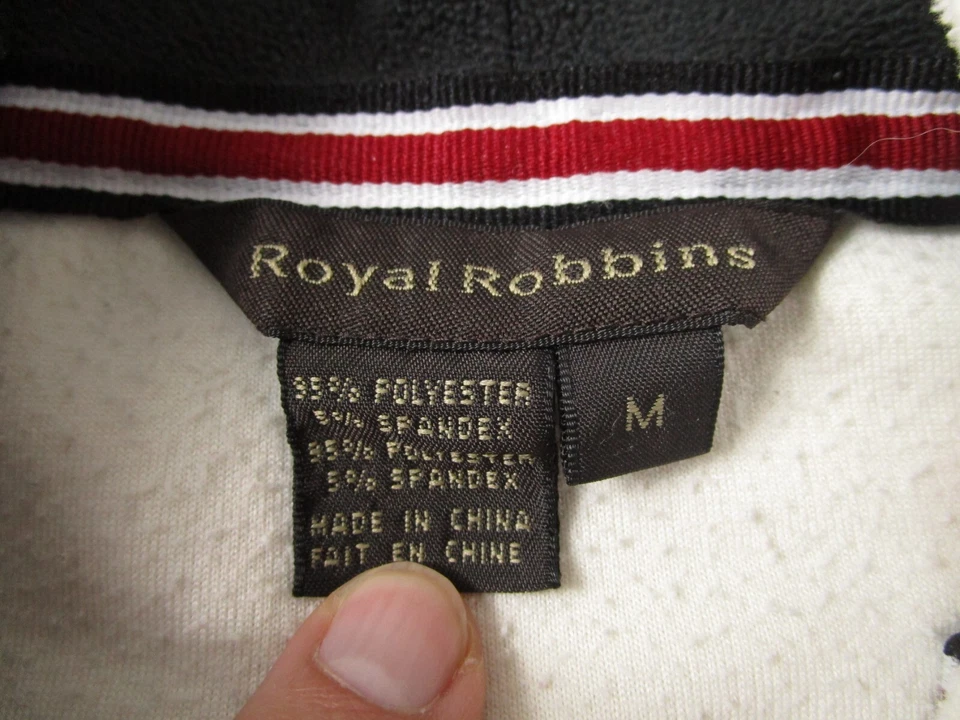 Royal Robbins
95% POLYESTER
5% SPANDEX
95% POLYESTER
5% SPANDEX
MADE IN CHINA
FAIT EN CHINE
M